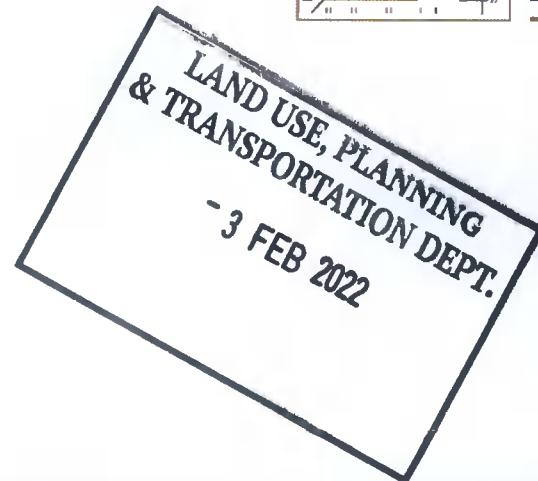 LAND USE, PLANNING
& TRANSPORTATION DEPT.
- 3 FEB 2022